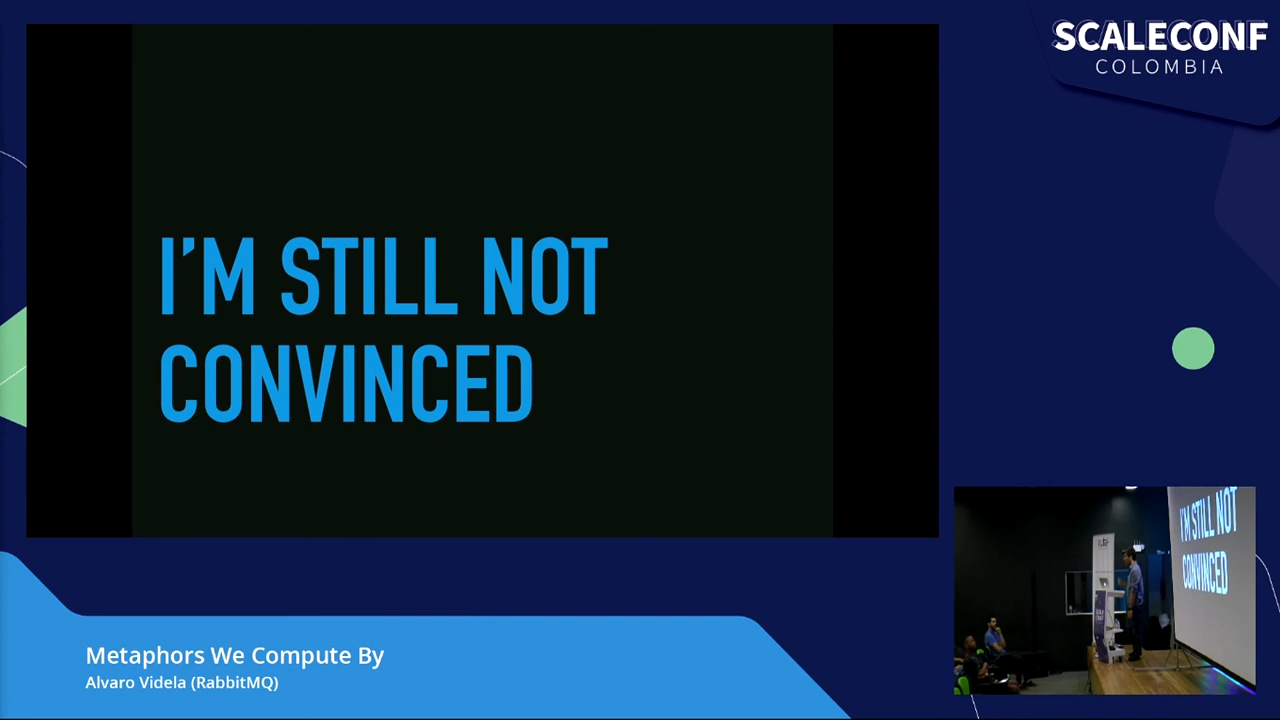 SCALECONF
COLOMBIA
I'M STILL NOT
CONVINCED
I'M STILL NOT
CONVINCED
Metaphors We Compute By
Alvaro Videla (RabbitMQ)